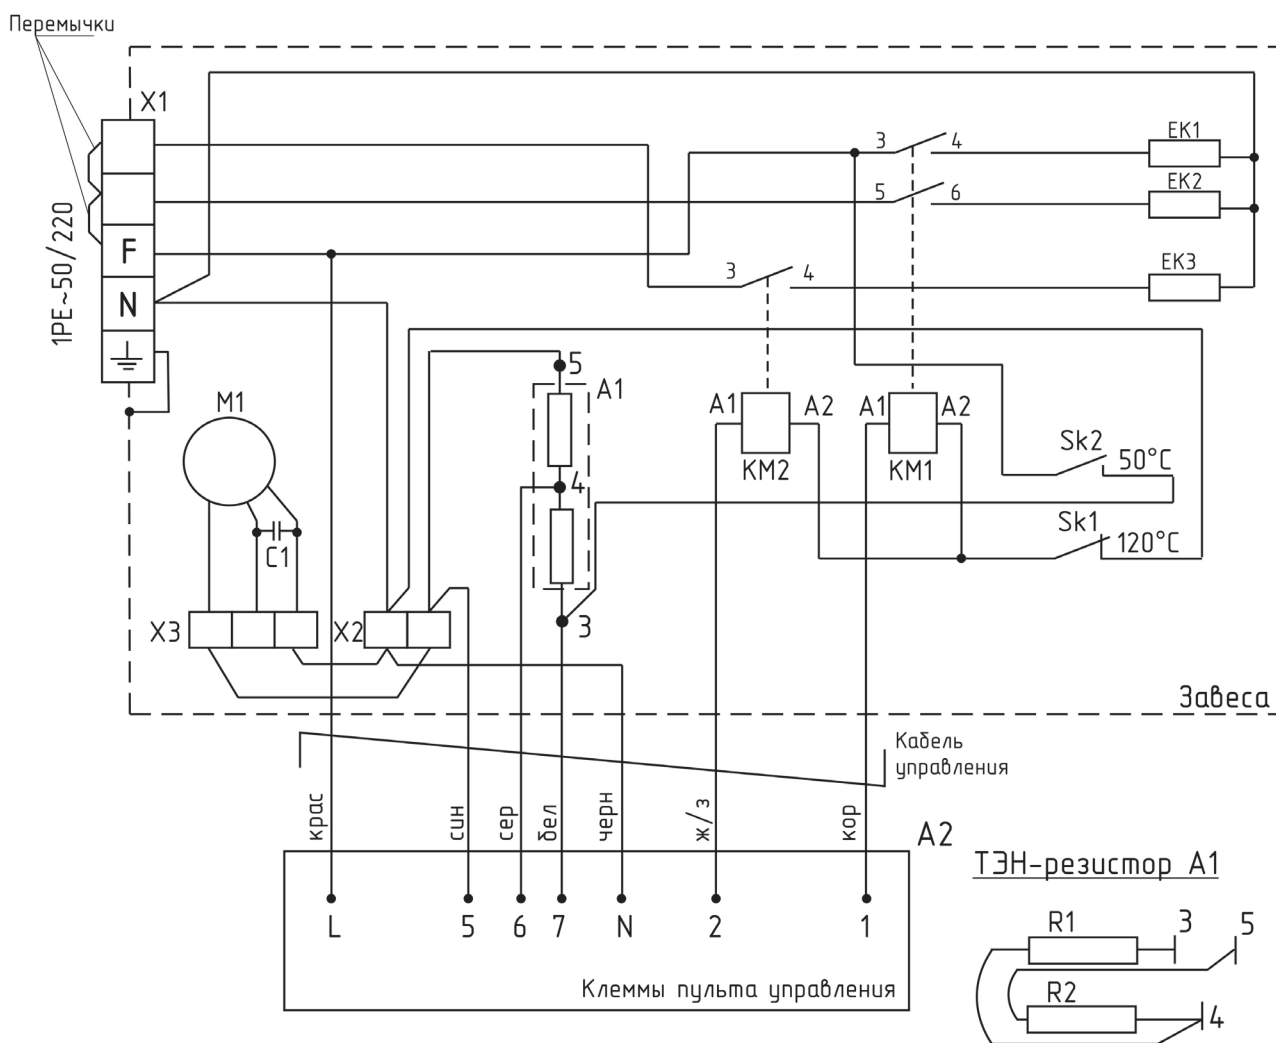 Перемычки
X1
3
4
EK1
5
6
EK2
F
1PE~50/220
3
4
EK3
N
5
A1
M1
A1
A2
A1
A2
Sk2
50°C
KM2
KM1
4
Sk1
120°C
C1
X3
X2
3
Завеса
Кабель
управления
крас
син
сер
бел
черн
ж/з
кор
A2
ТЭН-резистор A1
L
5
6
7
N
2
1
R1
3
5
R2
4
Клеммы пульта управления